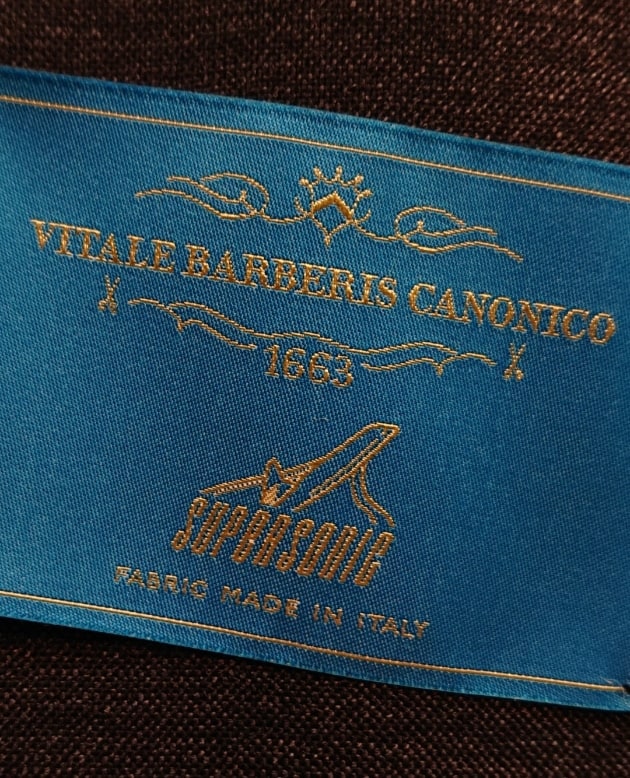 VITALE BARBERIS CANONICO
1663
SUPERSONIC
FABRIC MADE IN ITALY